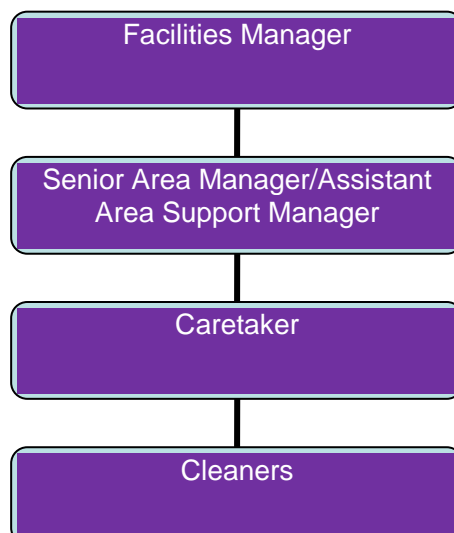 Facilities Manager
Senior Area Manager/Assistant
Area Support Manager
Caretaker
Cleaners